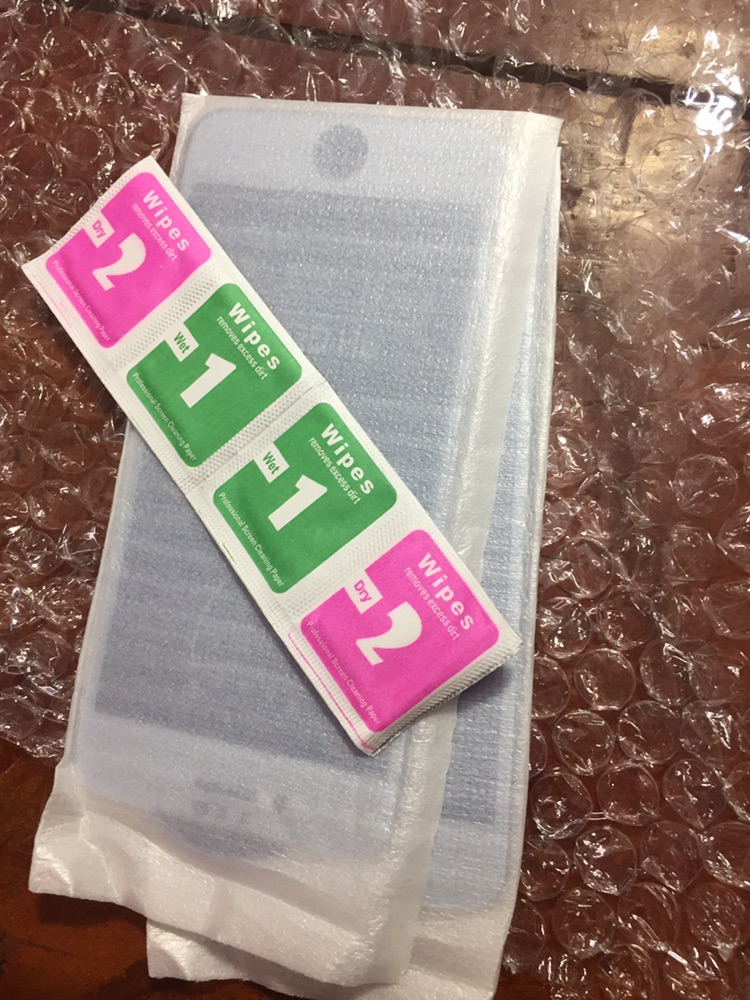 Wipes
removes excess dirt
Dry
2
Professional Screen Cleaning Paper
Wipes
removes excess dirt
Wet
1
Professional Screen Cleaning Paper
Wipes
removes excess dirt
Wet
1
Professional Screen Cleaning Paper
Wipes
removes excess dirt
Dry
2
Professional Screen Cleaning Paper